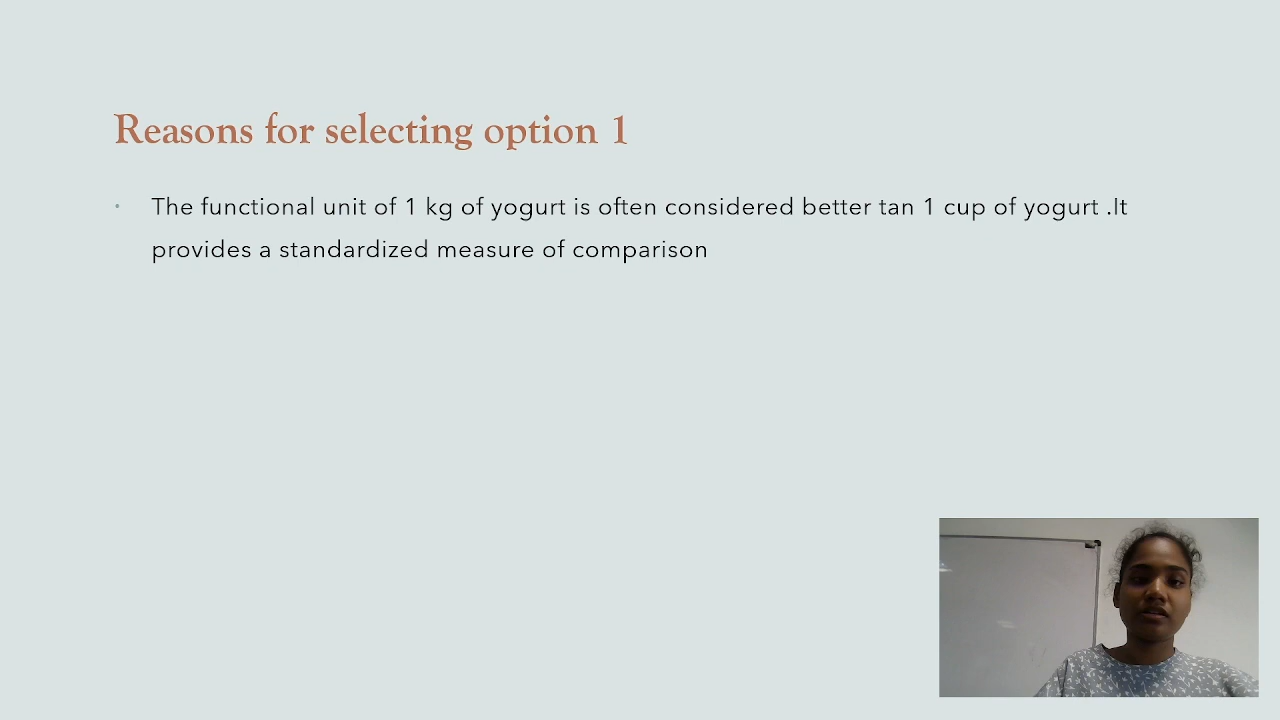 Reasons for selecting option 1
• The functional unit of 1 kg of yogurt is often considered better tan 1 cup of yogurt .It
provides a standardized measure of comparison